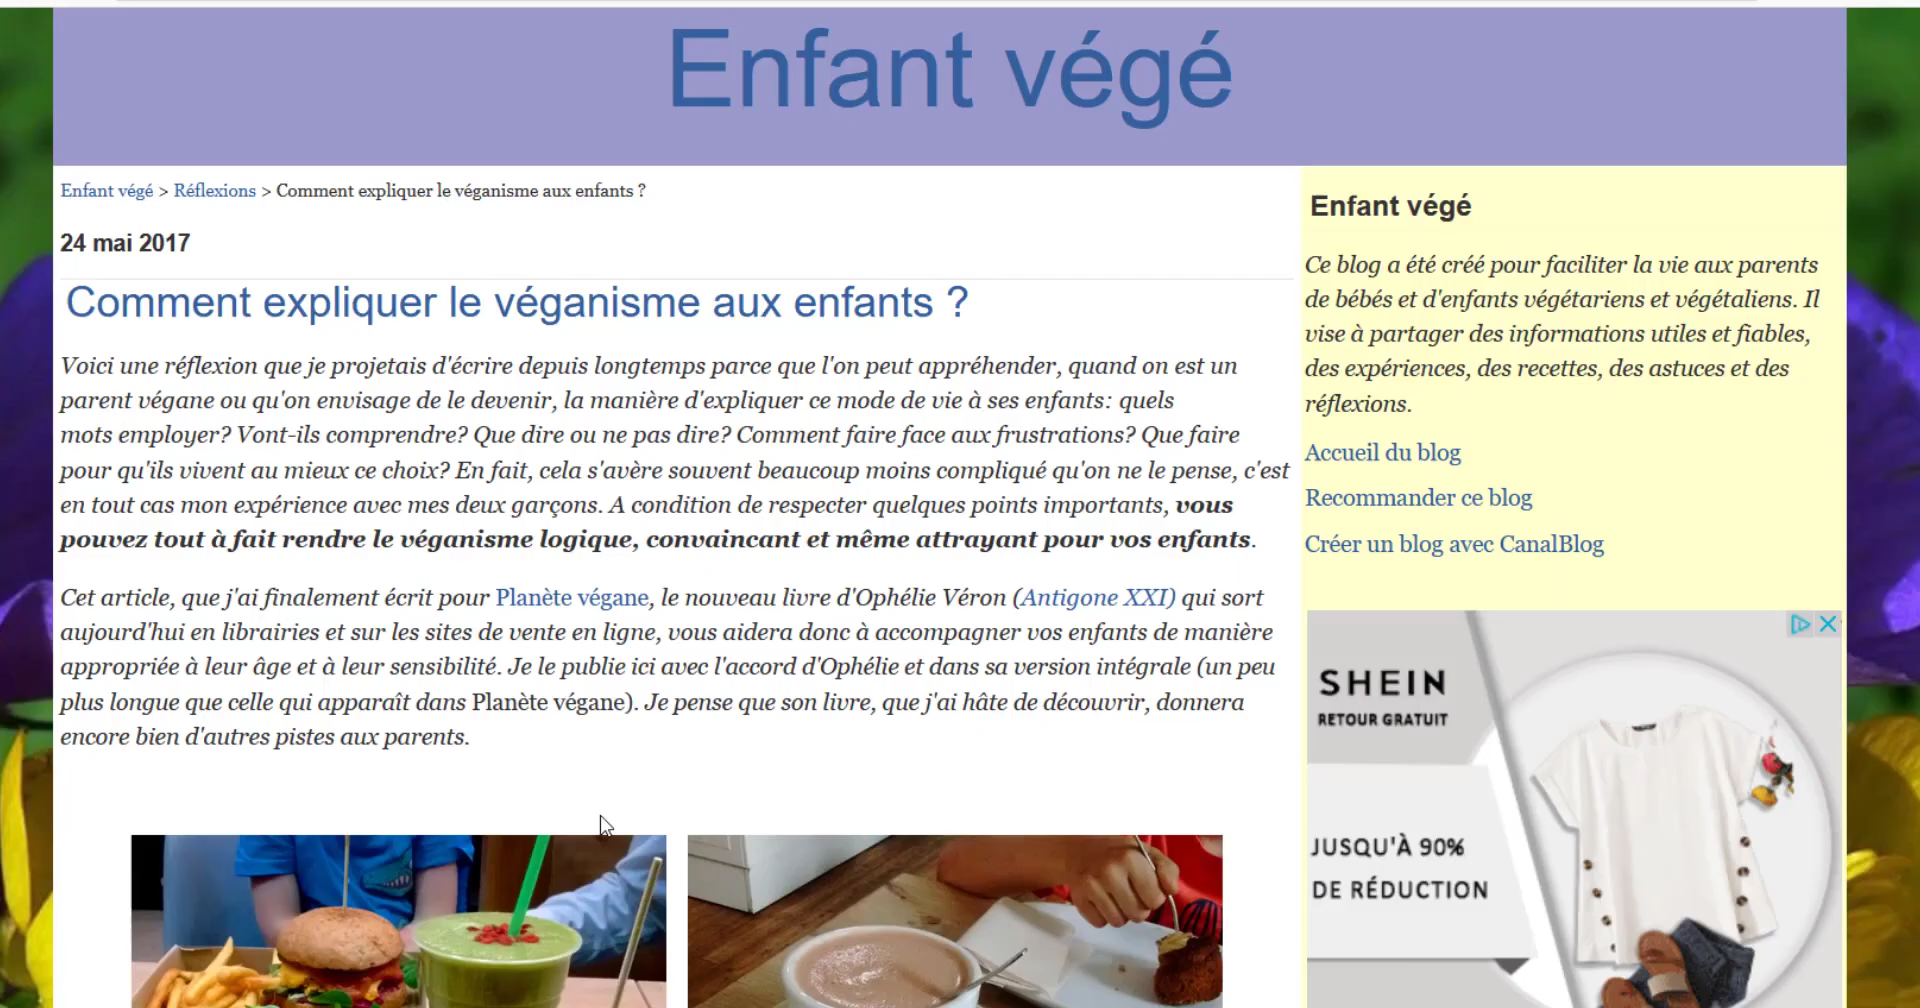 Enfant végé
Enfant végé > Réflexions > Comment expliquer le véganisme aux enfants ?
24 mai 2017
Comment expliquer le véganisme aux enfants ?
Voici une réflexion que je projetais d'écrire depuis longtemps parce que l'on peut appréhender, quand on est un
parent végane ou qu'on envisage de le devenir, la manière d'expliquer ce mode de vie à ses enfants: quels
mots employer? Vont-ils comprendre? Que dire ou ne pas dire? Comment faire face aux frustrations? Que faire
pour qu'ils vivent au mieux ce choix? En fait, cela s'avère souvent beaucoup moins compliqué qu'on ne le pense, c'est
en tout cas mon expérience avec mes deux garçons. A condition de respecter quelques points importants, vous
pouvez tout à fait rendre le véganisme logique, convaincant et même attrayant pour vos enfants.
Cet article, que j'ai finalement écrit pour Planète végane, le nouveau livre d'Ophélie Véron (Antigone XXI) qui sort
aujourd'hui en librairies et sur les sites de vente en ligne, vous aidera donc à accompagner vos enfants de manière
appropriée à leur âge et à leur sensibilité. Je le publie ici avec l'accord d'Ophélie et dans sa version intégrale (un peu
plus longue que celle qui apparaît dans Planète végane). Je pense que son livre, que j'ai hâte de découvrir, donnera
encore bien d'autres pistes aux parents.
Enfant végé
Ce blog a été créé pour faciliter la vie aux parents
de bébés et d'enfants végétariens et végétaliens. Il
vise à partager des informations utiles et fiables,
des expériences, des recettes, des astuces et des
réflexions.
Accueil du blog
Recommander ce blog
Créer un blog avec CanalBlog
SHEIN
RETOUR GRATUIT
JUSQU'À 90%
DE RÉDUCTION